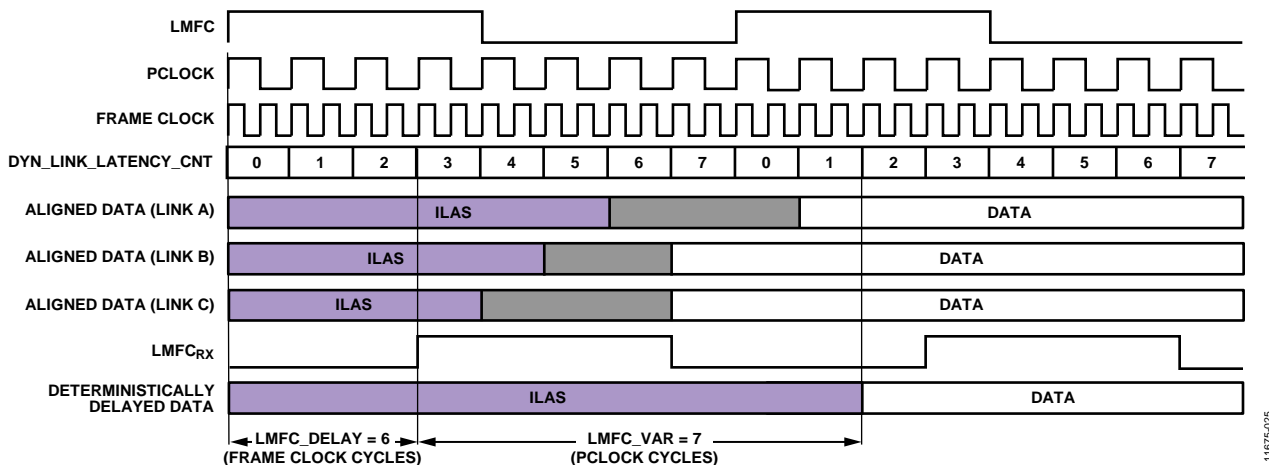 LMFC
PCLOCK
FRAME CLOCK
DYN_LINK_LATENCY_CNT 0 1 2 3 4 5 6 7 0 1 2 3 4 5 6 7
ALIGNED DATA (LINK A) ILAS DATA
ALIGNED DATA (LINK B) ILAS DATA
ALIGNED DATA (LINK C) ILAS DATA
LMFCRX
DETERMINISTICALLY
DELAYED DATA
ILAS DATA
LMFC_DELAY = 6
(FRAME CLOCK CYCLES)
LMFC_VAR = 7
(PCLOCK CYCLES)
11675-025